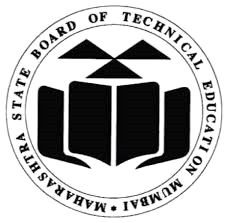 MAHARASHTRA STATE BOARD OF TECHNICAL EDUCATION MUMBAI *